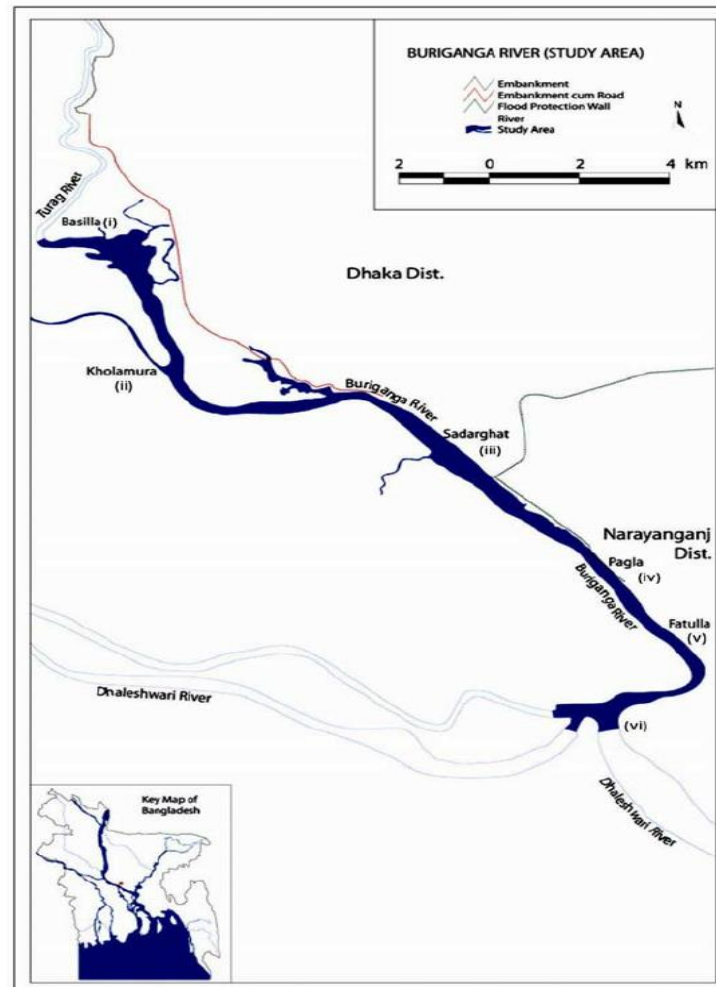 BURIGANGA RIVER (STUDY AREA)
Embankment
Embankment cum Road
Flood Protection Wall
River
Study Area
N
2 0 2 4 km
Turag River
Basilla (i)
Dhaka Dist.
Kholamura
(ii)
Buriganga River
Sadarghat
(iii)
Narayanganj
Dist.
Pagla
(iv)
Buriganga River
Fatulla
(v)
Dhaleshwari River
(vi)
Dhaleshwari River
Key Map of
Bangladesh